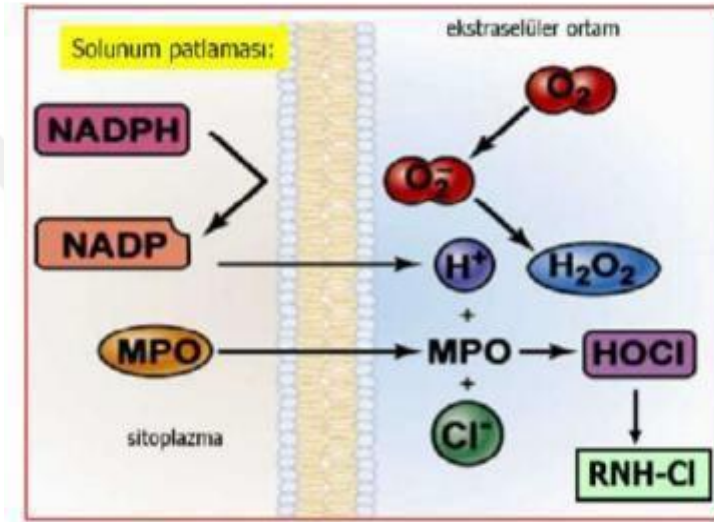 Solunum patlaması:
ekstraselüler ortam
NADPH
O₂
O₂⁻
NADP
H⁺
H₂O₂
+
MPO
MPO
HOCl
+
Cl⁻
sitoplazma
RNH-Cl